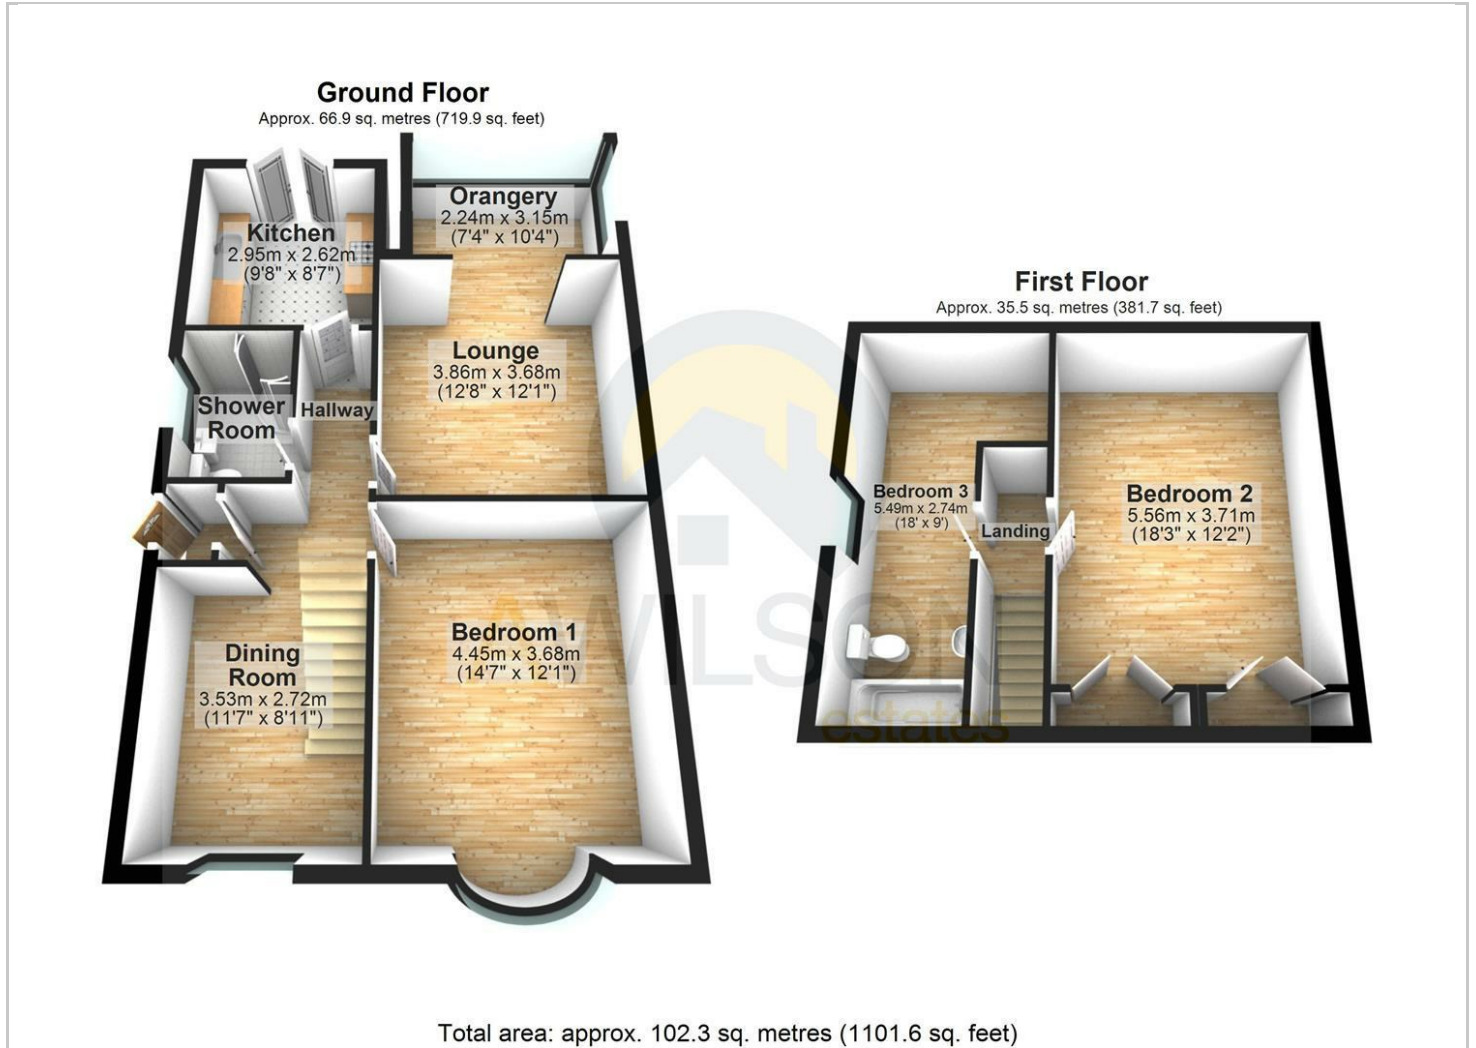 Ground Floor
Approx. 66.9 sq. metres (719.9 sq. feet)
Orangery
2.24m x 3.15m
(7'4" x 10'4")
Kitchen
2.95m x 2.62m
(9'8" x 8'7")
Lounge
3.86m x 3.68m
(12'8" x 12'1")
Shower
Room
Hallway
Bedroom 1
4.45m x 3.68m
(14'7" x 12'1")
Dining
Room
3.53m x 2.72m
(11'7" x 8'11")
First Floor
Approx. 35.5 sq. metres (381.7 sq. feet)
Bedroom 3
5.49m x 2.74m
(18' x 9')
Landing
Bedroom 2
5.56m x 3.71m
(18'3" x 12'2")
AWILSON
estates
Total area: approx. 102.3 sq. metres (1101.6 sq. feet)